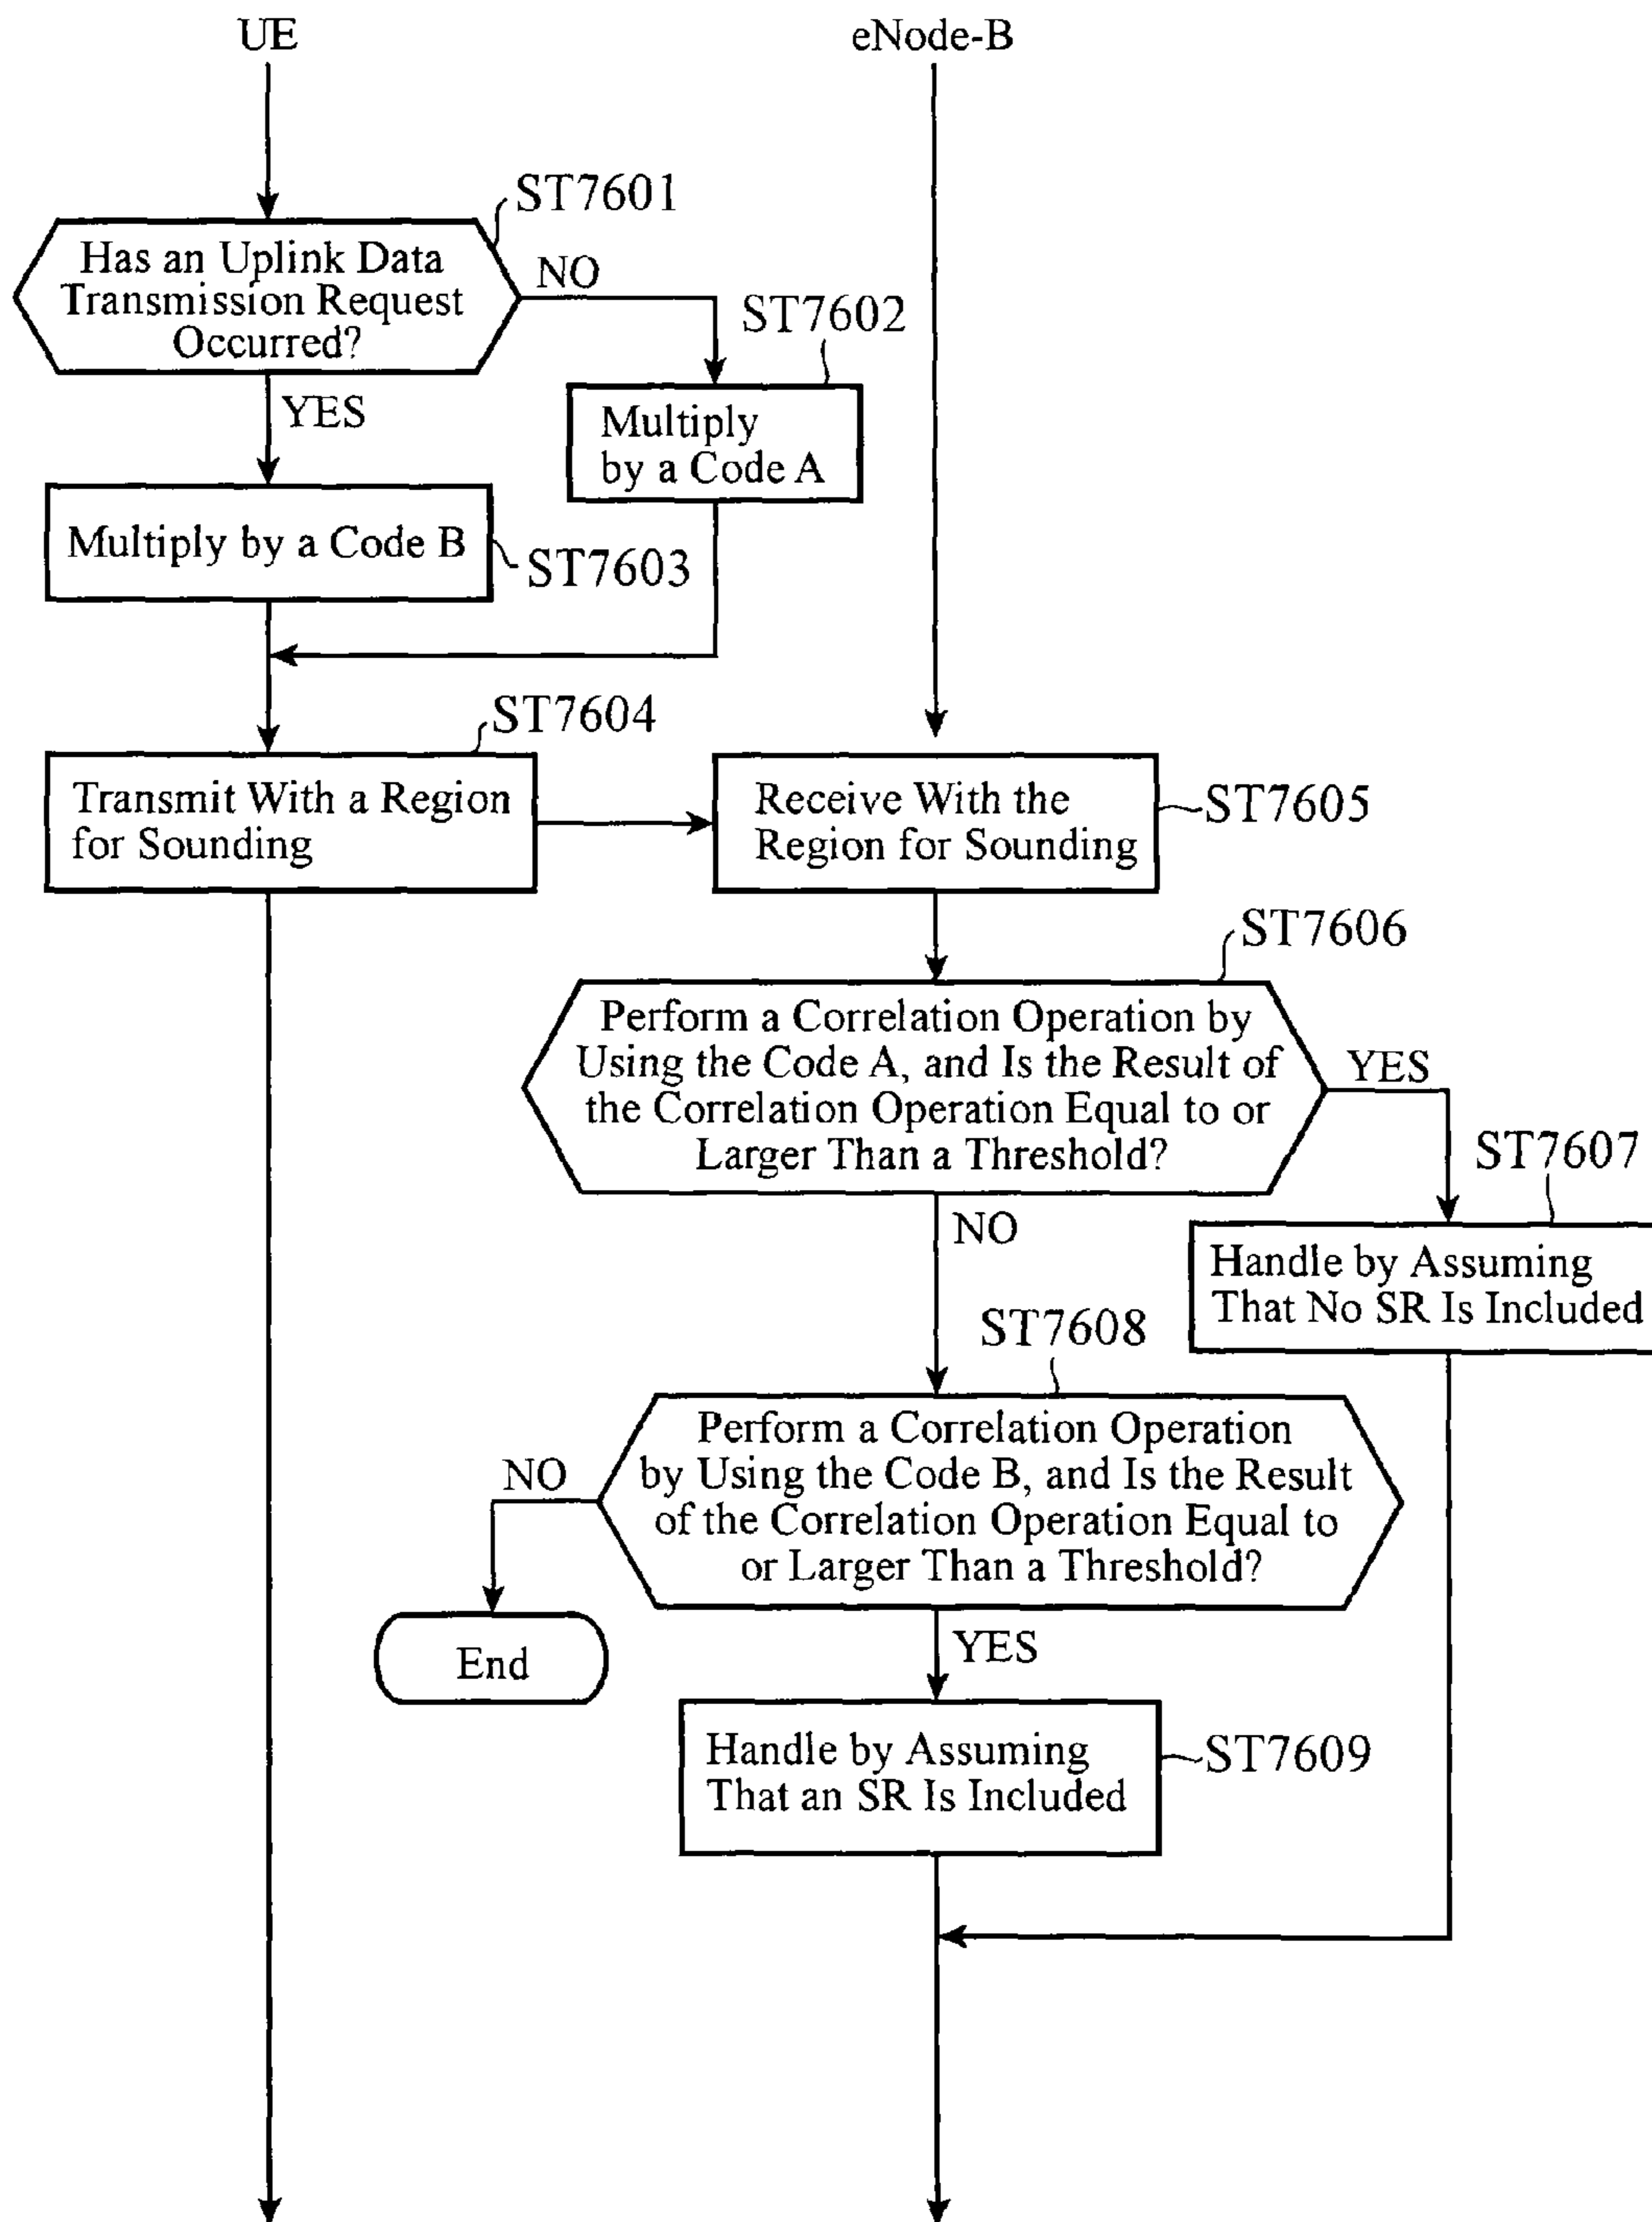 UE
eNode-B
ST7601
Has an Uplink Data
Transmission Request
Occurred?
NO
ST7602
YES
Multiply
by a Code A
Multiply by a Code B
ST7603
ST7604
Transmit With a Region
for Sounding
Receive With the
Region for Sounding
ST7605
ST7606
Perform a Correlation Operation by
Using the Code A, and Is the Result of
the Correlation Operation Equal to or
Larger Than a Threshold?
YES
ST7607
NO
Handle by Assuming
That No SR Is Included
ST7608
Perform a Correlation Operation
by Using the Code B, and Is the Result
of the Correlation Operation Equal to
or Larger Than a Threshold?
NO
End
YES
Handle by Assuming
That an SR Is Included
ST7609